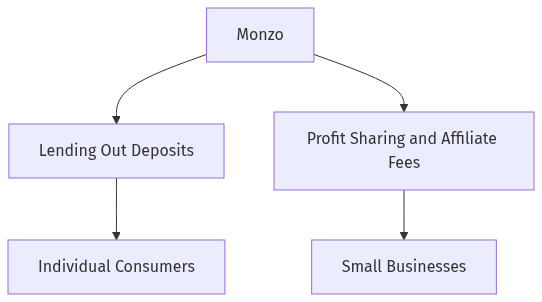 Monzo
Lending Out Deposits
Profit Sharing and Affiliate
Fees
Individual Consumers
Small Businesses